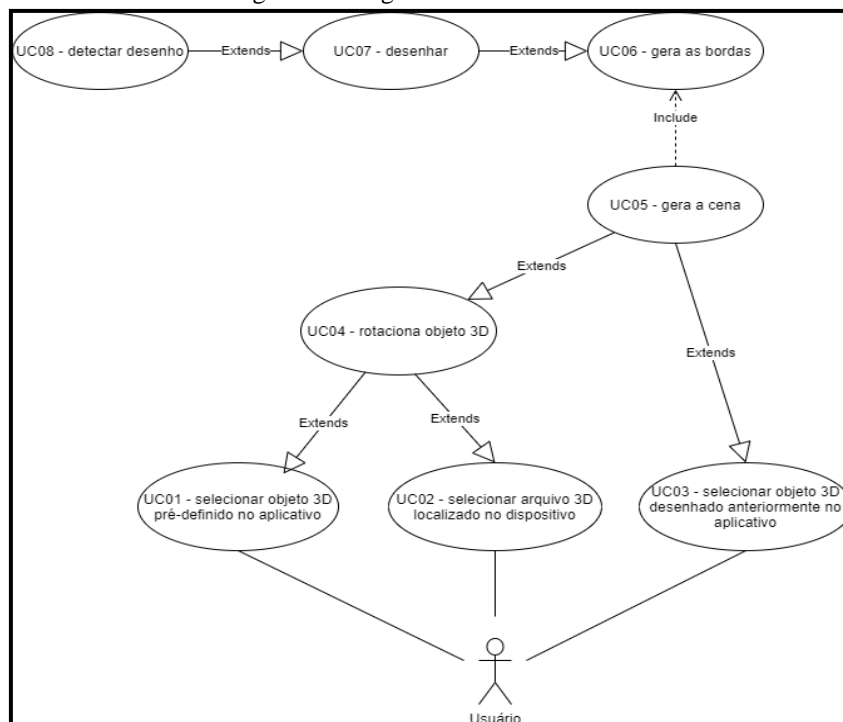 UC08 - detectar desenho
Extends
UC07 - desenhar
Extends
UC06 - gera as bordas
Include
UC05 - gera a cena
Extends
UC04 - rotaciona objeto 3D
Extends
Extends
Extends
UC01 - selecionar objeto 3D
pré-definido no aplicativo
UC02 - selecionar arquivo 3D
localizado no dispositivo
UC03 - selecionar objeto 3D
desenhado anteriormente no
aplicativo
Usuário